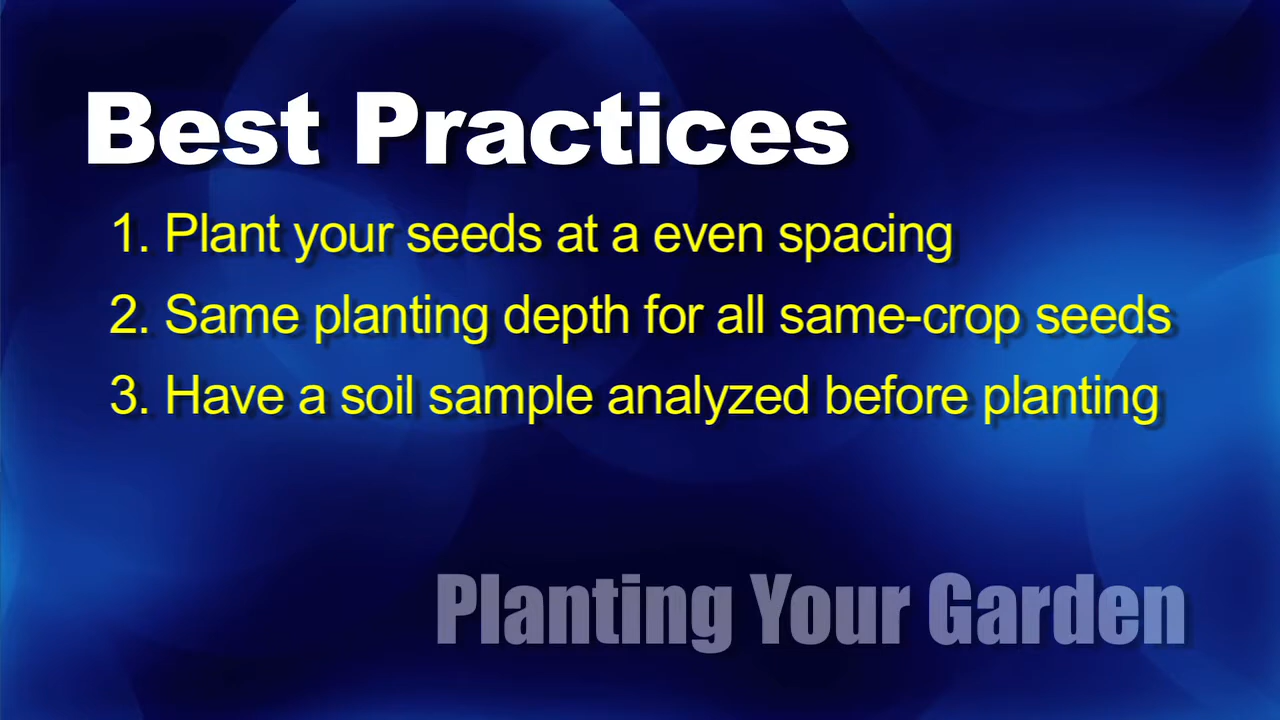 Best Practices
1. Plant your seeds at a even spacing
2. Same planting depth for all same-crop seeds
3. Have a soil sample analyzed before planting
Planting Your Garden